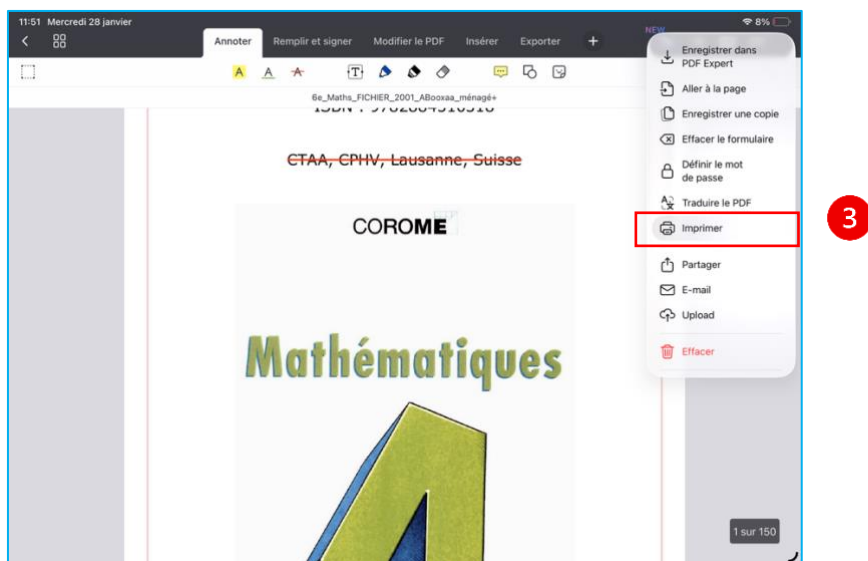 11:51 Mercredi 28 janvier
8%
NEW
Annoter Remplir et signer Modifier le PDF Insérer Exporter +
A A A T
6e_Maths_FICHIER_2001_ABooxaa_ménagé+
CTAA, CPHV, Lausanne, Suisse
COROME
Mathématiques
Enregistrer dans
PDF Expert
Aller à la page
Enregistrer une copie
Effacer le formulaire
Définir le mot
de passe
Traduire le PDF
Imprimer
3
Partager
E-mail
Upload
Effacer
1 sur 150